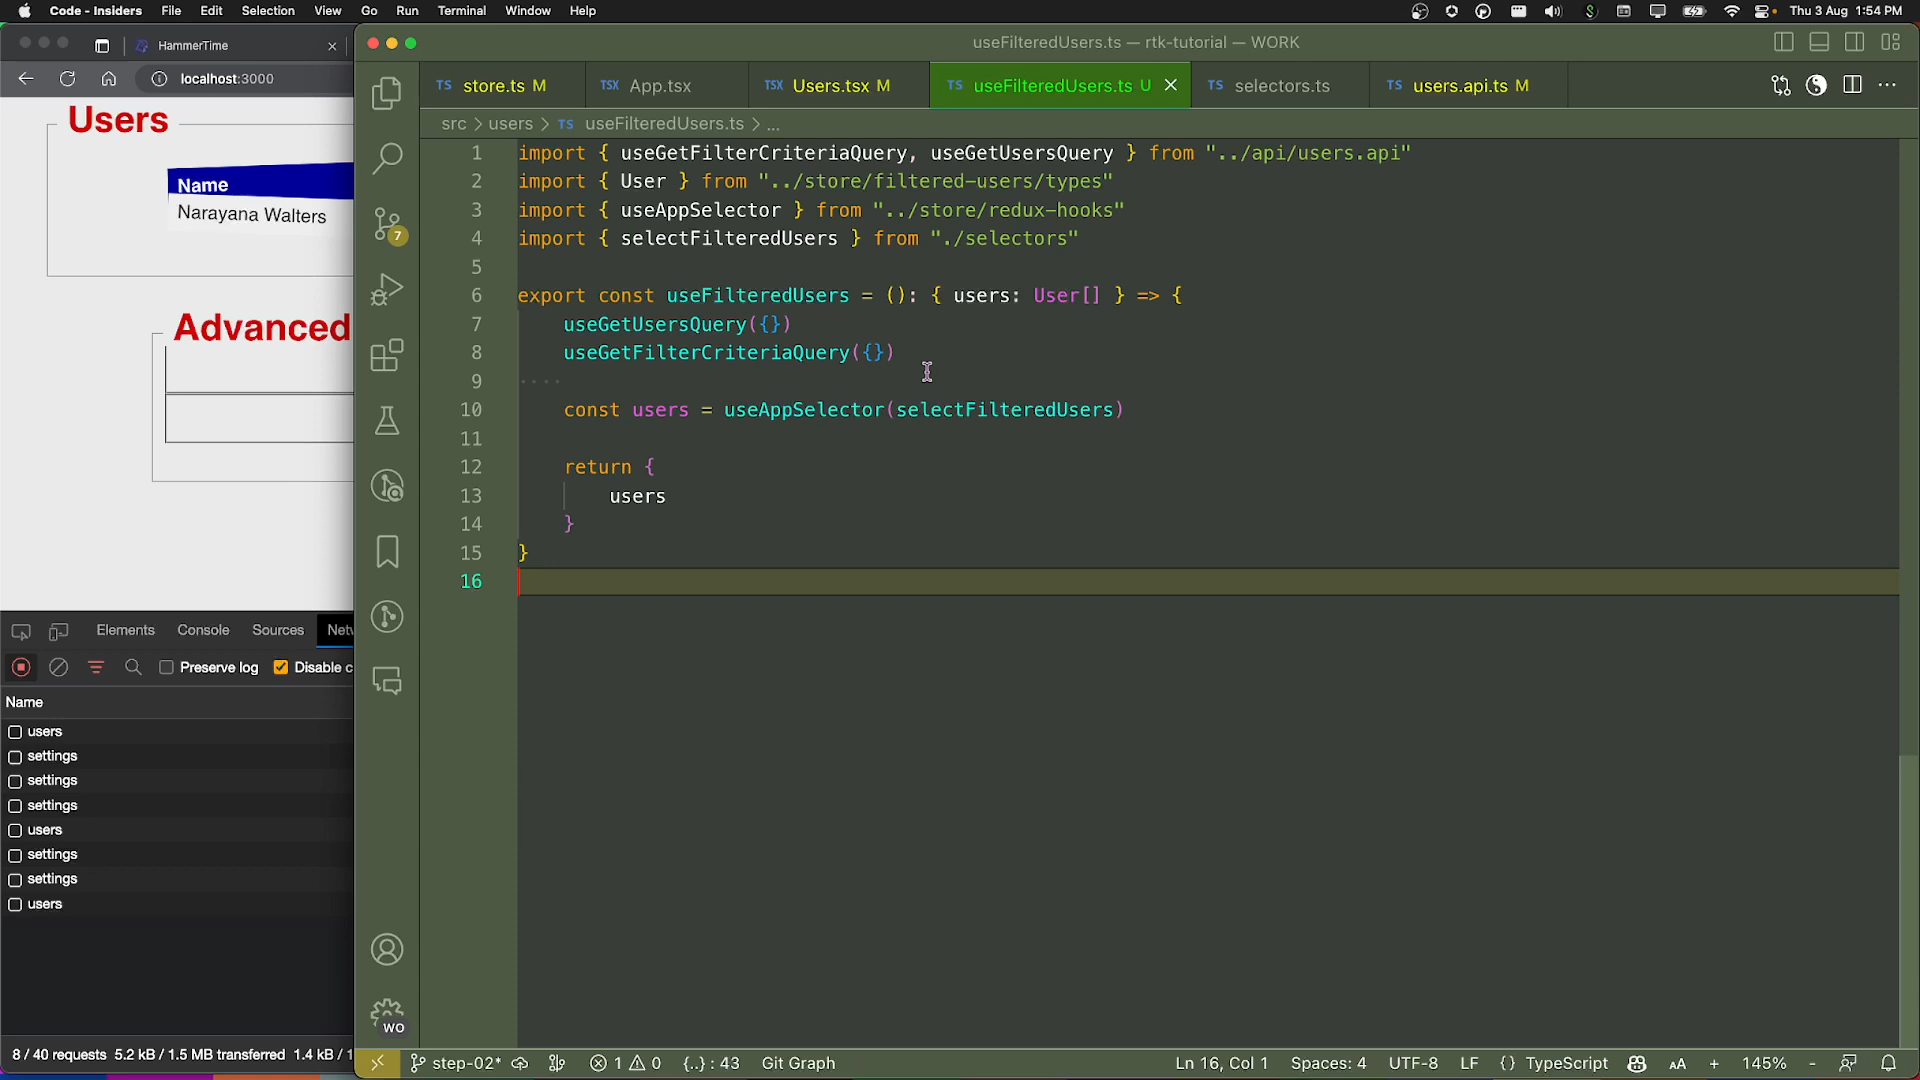 Code - Insiders File Edit Selection View Go Run Terminal Window Help Thu 3 Aug 1:54 PM
HammerTime
useFilteredUsers.ts — rtk-tutorial — WORK
localhost:3000
TS store.ts M TSX App.tsx TSX Users.tsx M TS useFilteredUsers.ts U TS selectors.ts TS users.api.ts M
src > users > TS useFilteredUsers.ts > ...
Users
Name
Narayana Walters
Advanced
1 import { useGetFilterCriteriaQuery, useGetUsersQuery } from "../api/users.api"
2 import { User } from "../store/filtered-users/types"
3 import { useAppSelector } from "../store/redux-hooks"
4 import { selectFilteredUsers } from "./selectors"
5
6 export const useFilteredUsers = (): { users: User[] } => {
7 useGetUsersQuery({})
8 useGetFilterCriteriaQuery({})
9
10 const users = useAppSelector(selectFilteredUsers)
11
12 return {
13 users
14 }
15 }
16
7
Elements Console Sources Netw
Preserve log Disable c
Name
users
settings
settings
settings
users
settings
settings
users
8 / 40 requests 5.2 kB / 1.5 MB transferred 1.4 kB / 1
WO
step-02* 1 0 {..} : 43 Git Graph Ln 16, Col 1 Spaces: 4 UTF-8 LF {} TypeScript AA + 145% -